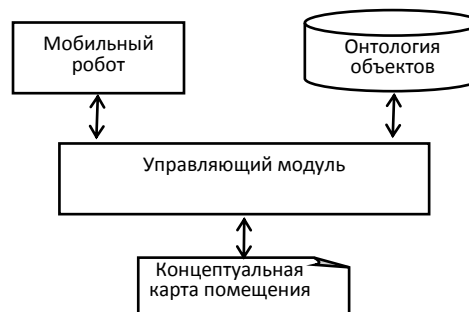 Мобильный
робот
Онтология
объектов
Управляющий модуль
Концептуальная
карта помещения